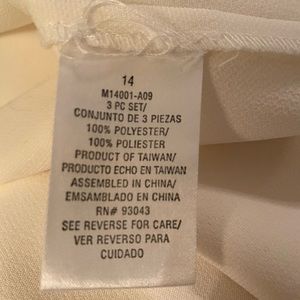 14
M14001-A09
3 PC SET/
CONJUNTO DE 3 PIEZAS
100% POLYESTER/
100% POLIESTER
PRODUCT OF TAIWAN/
PRODUCTO ECHO EN TAIWAN
ASSEMBLED IN CHINA/
EMSAMBLADO EN CHINA
RN# 93043
SEE REVERSE FOR CARE/
VER REVERSO PARA
CUIDADO